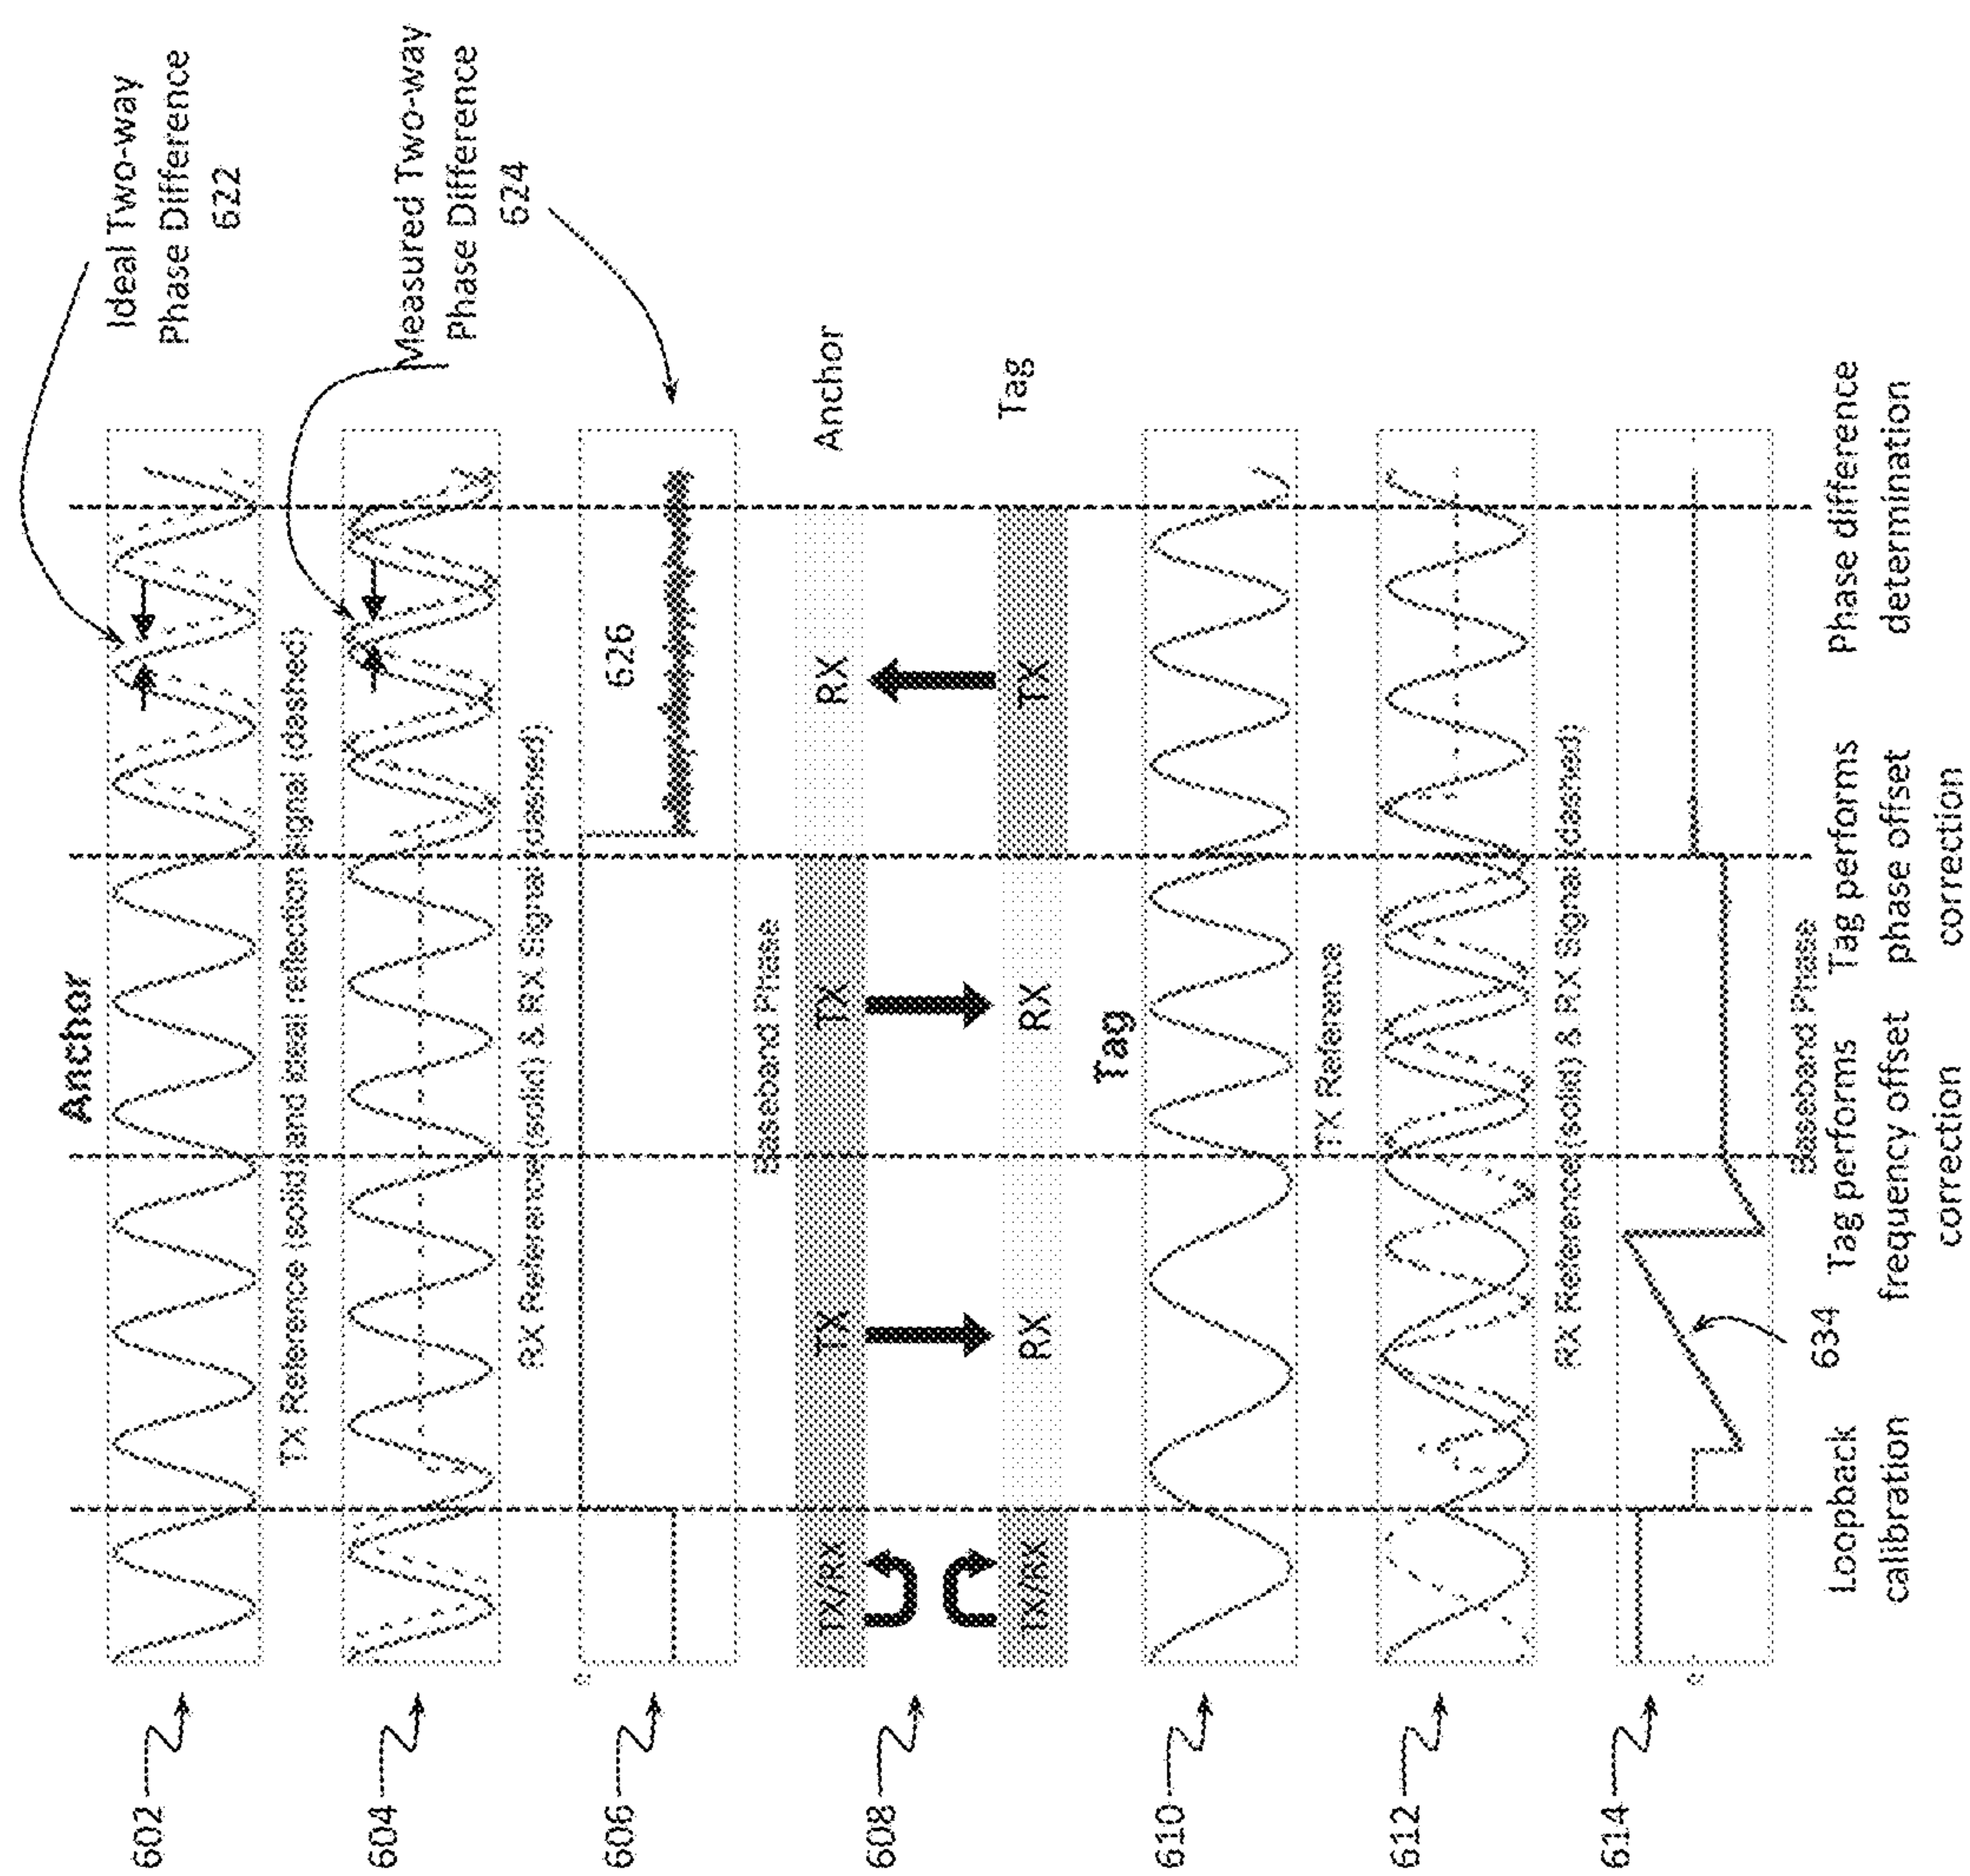 Ideal Two-way
Phase Difference
622
Measured Two-way
Phase Difference
624
Anchor
602
TX Reference (solid) and ideal reflection signal (dashed)
604
RX Reference (solid) & RX Signal (dashed)
606
626
Baseband Phase
608
TX/RX
TX
TX
RX
Anchor
TX/RX
RX
RX
TX
Tag
Tag
610
TX Reference
612
RX Reference (solid) & RX Signal (dashed)
614
634
Baseband Phase
Loopback
calibration
Tag performs
frequency offset
correction
Tag performs
phase offset
correction
Phase difference
determination